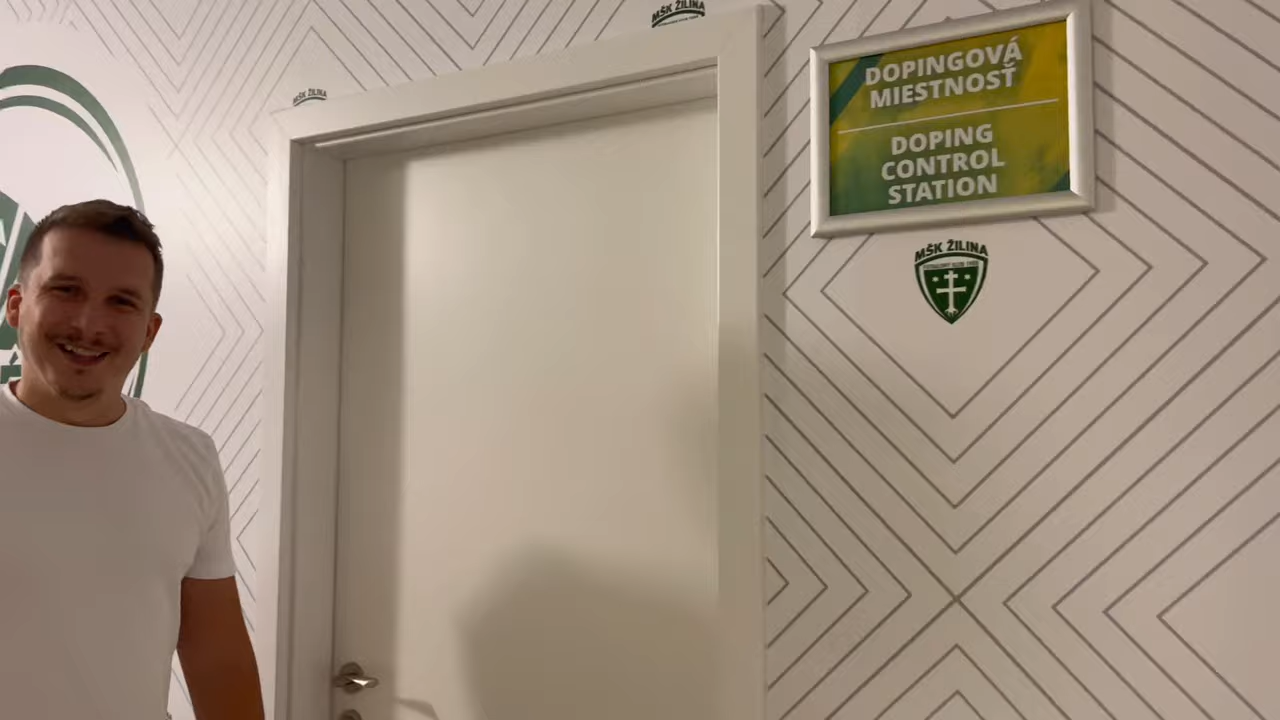 MŠK ŽILINA
MŠK ŽILINA
DOPINGOVÁ
MIESTNOSŤ
DOPING
CONTROL
STATION
MŠK ŽILINA